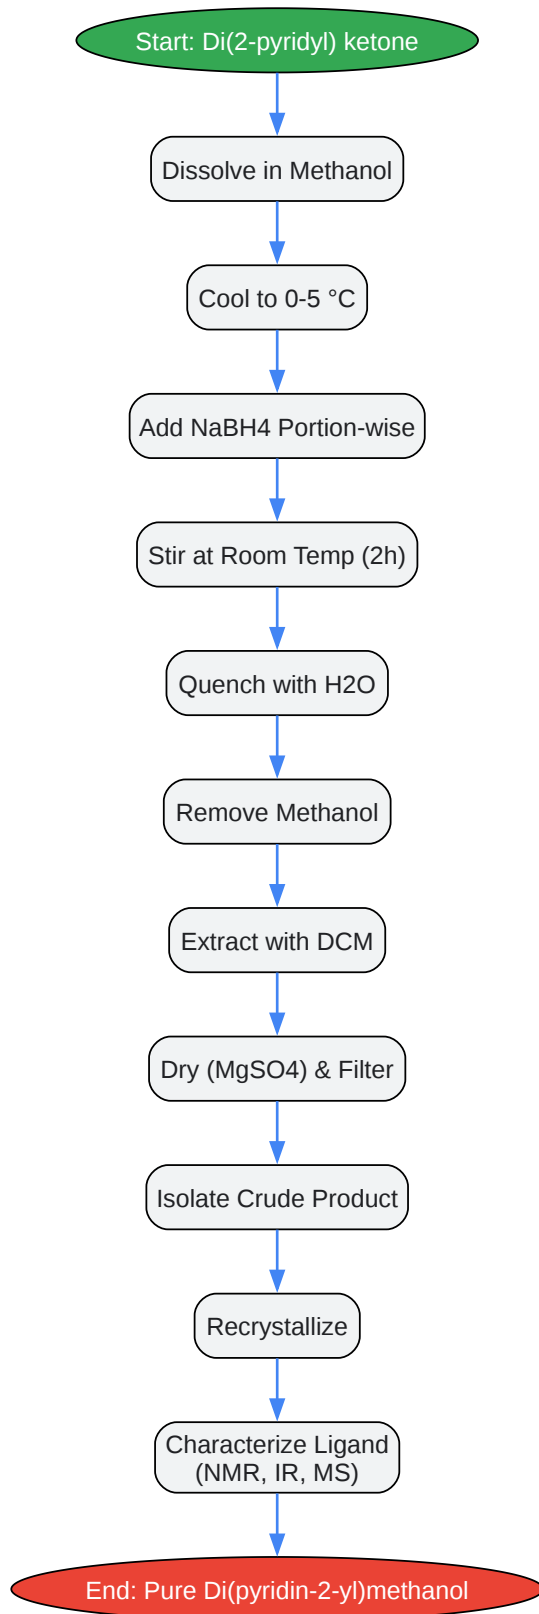 Start: Di(2-pyridyl) ketone
Dissolve in Methanol
Cool to 0-5 °C
Add NaBH4 Portion-wise
Stir at Room Temp (2h)
Quench with H2O
Remove Methanol
Extract with DCM
Dry (MgSO4) & Filter
Isolate Crude Product
Recrystallize
Characterize Ligand
(NMR, IR, MS)
End: Pure Di(pyridin-2-yl)methanol